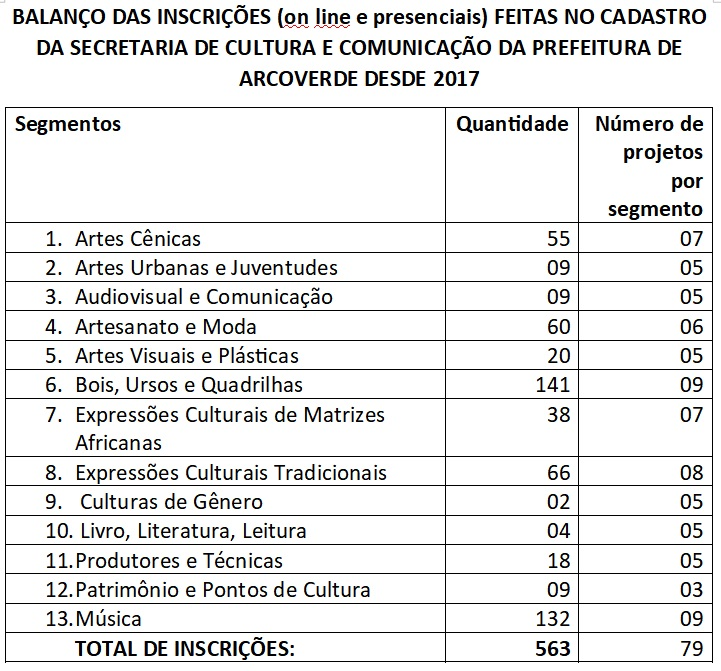 BALANÇO DAS INSCRIÇÕES (on line e presenciais) FEITAS NO CADASTRO
DA SECRETARIA DE CULTURA E COMUNICAÇÃO DA PREFEITURA DE
ARCOVERDE DESDE 2017
Segmentos Quantidade Número de
projetos
por
segmento
1. Artes Cênicas 55 07
2. Artes Urbanas e Juventudes 09 05
3. Audiovisual e Comunicação 09 05
4. Artesanato e Moda 60 06
5. Artes Visuais e Plásticas 20 05
6. Bois, Ursos e Quadrilhas 141 09
7. Expressões Culturais de Matrizes 38 07
Africanas
8. Expressões Culturais Tradicionais 66 08
9. Culturas de Gênero 02 05
10. Livro, Literatura, Leitura 04 05
11. Produtores e Técnicas 18 05
12. Patrimônio e Pontos de Cultura 09 03
13. Música 132 09
TOTAL DE INSCRIÇÕES: 563 79